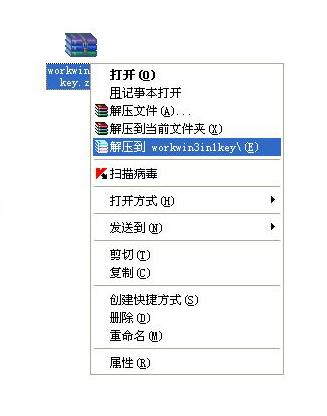 workwin
key.z
打开(O)
用记事本打开
解压文件(A)...
解压到当前文件夹(X)
解压到 workwin3in1key\(E)
扫描病毒
打开方式(H)
发送到(N)
剪切(T)
复制(C)
创建快捷方式(S)
删除(D)
重命名(M)
属性(R)